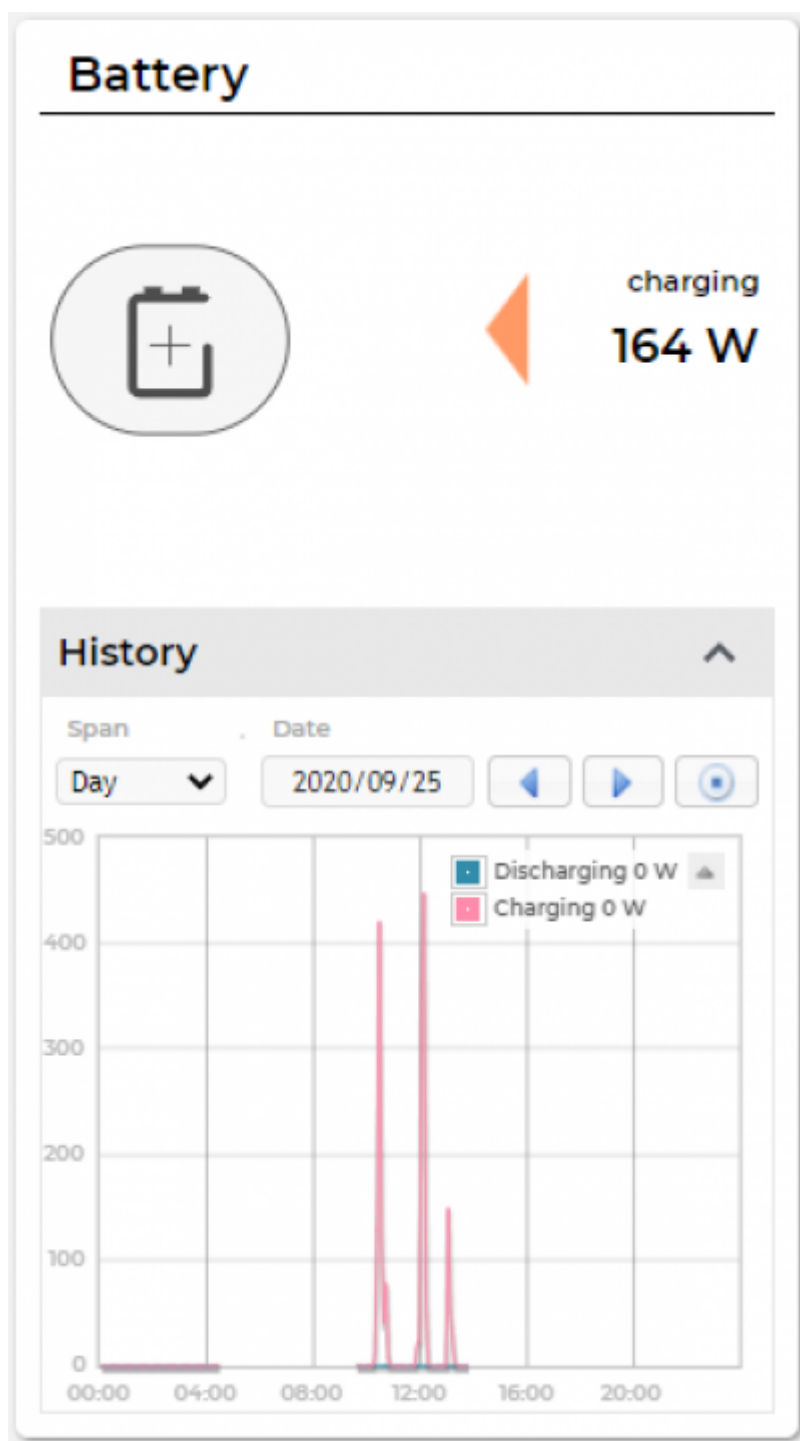 Battery
charging
164 W
History
Span . Date
Day 2020/09/25
500
Discharging 0 W
Charging 0 W
400
300
200
100
0
00:00 04:00 08:00 12:00 16:00 20:00